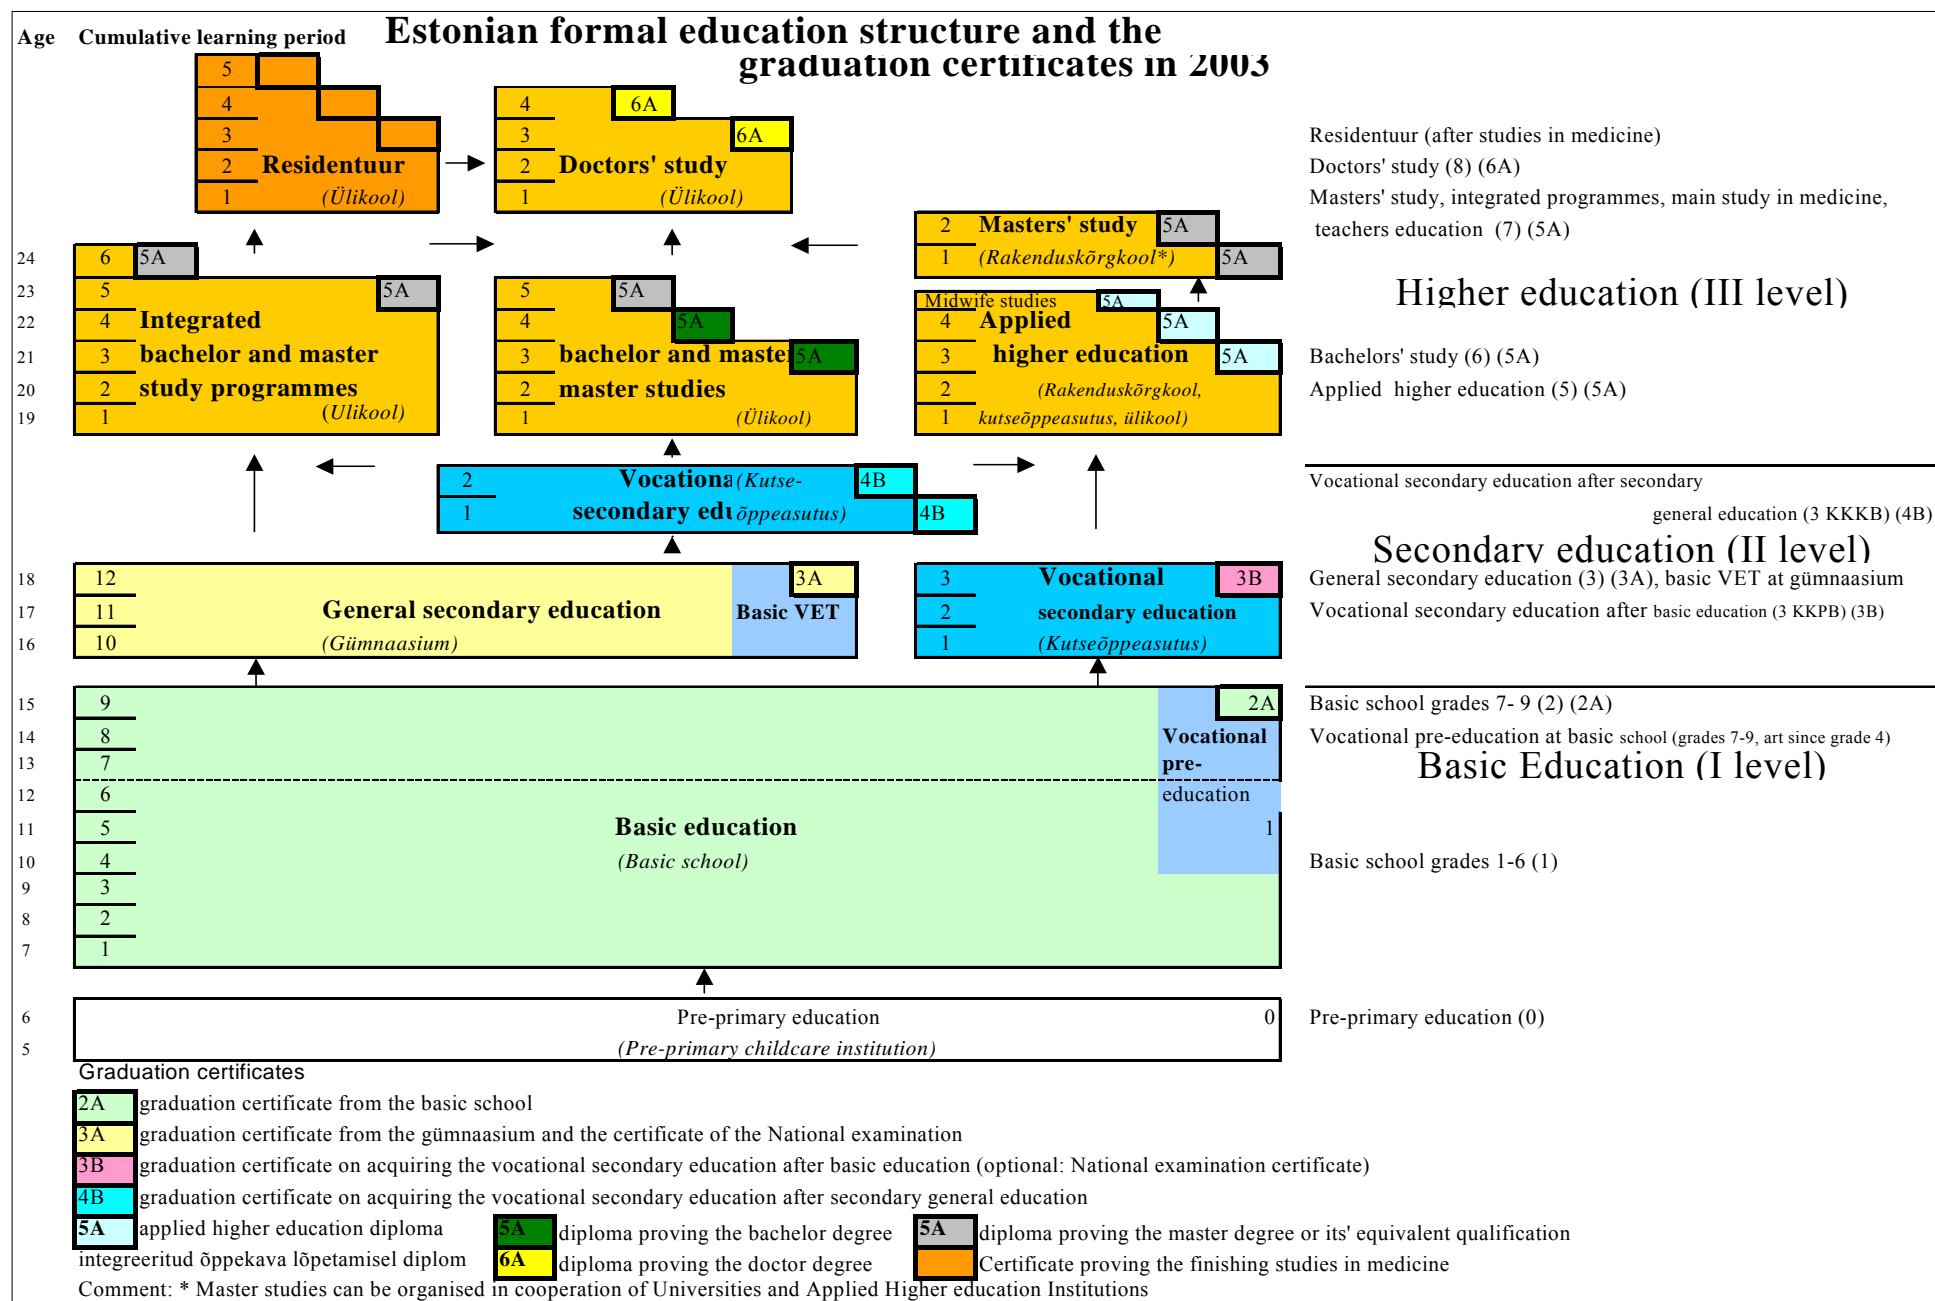 Age Cumulative learning period Estonian formal education structure and the
graduation certificates in 2003
5
4 4 6A
3 3 6A Residentuur (after studies in medicine)
2 Residentuur 2 Doctors' study Doctors' study (8) (6A)
1 (Ülikool) 1 (Ülikool) Masters' study, integrated programmes, main study in medicine,
2 Masters' study 5A teachers education (7) (5A)
24 6 5A 1 (Rakenduskõrgkool*) 5A
23 5 5A 5 5A Midwife studies 5A Higher education (III level)
22 4 Integrated 4 5A 4 Applied 5A
21 3 bachelor and master 3 bachelor and maste 5A 3 higher education 5A Bachelors' study (6) (5A)
20 2 study programmes 2 master studies 2 (Rakenduskõrgkool, Applied higher education (5) (5A)
19 1 (Ulikool) 1 (Ülikool) 1 kutseõppeasutus, ülikool)
2 Vocationa (Kutse- 4B Vocational secondary education after secondary
1 secondary edu õppeasutus) 4B general education (3 KKKB) (4B)
Secondary education (II level)
18 12 3A 3 Vocational 3B General secondary education (3) (3A), basic VET at gümnaasium
17 11 General secondary education Basic VET 2 secondary education Vocational secondary education after basic education (3 KKPB) (3B)
16 10 (Gümnaasium) 1 (Kutseõppeasutus)
15 9 2A Basic school grades 7- 9 (2) (2A)
14 8 Vocational Vocational pre-education at basic school (grades 7-9, art since grade 4)
13 7 pre- Basic Education (I level)
12 6 education
11 5 Basic education 1
10 4 (Basic school) Basic school grades 1-6 (1)
9 3
8 2
7 1
6 Pre-primary education 0 Pre-primary education (0)
5 (Pre-primary childcare institution)
Graduation certificates
2A graduation certificate from the basic school
3A graduation certificate from the gümnaasium and the certificate of the National examination
3B graduation certificate on acquiring the vocational secondary education after basic education (optional: National examination certificate)
4B graduation certificate on acquiring the vocational secondary education after secondary general education
5A applied higher education diploma 5A diploma proving the bachelor degree 5A diploma proving the master degree or its' equivalent qualification
integreeritud õppekava lõpetamisel diplom 6A diploma proving the doctor degree Certificate proving the finishing studies in medicine
Comment: * Master studies can be organised in cooperation of Universities and Applied Higher education Institutions